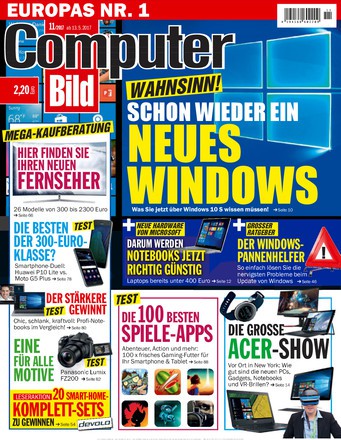 EUROPAS NR. 1
11/2017 ab 13.5.2017
Computer
Bild
2,20
WAHNSINN!
SCHON WIEDER EIN
NEUES
WINDOWS
Was Sie jetzt über Windows 10 S wissen müssen!
MEGA-KAUFBERATUNG
HIER FINDEN SIE
IHREN NEUEN
FERNSEHER
26 Modelle von 300 bis 2300 Euro
TEST
DIE BESTEN
DER 300-EURO-
KLASSE?
Smartphone-Duell:
Huawei P10 Lite vs.
Moto G5 Plus
+ NEUE HARDWARE
VON MICROSOFT
DARUM WERDEN
NOTEBOOKS JETZT
RICHTIG GÜNSTIG
Laptops bereits unter 400 Euro
+ GROSSER
RATGEBER
DER WINDOWS-
PANNENHELFER
So einfach lösen Sie die
nervigsten Probleme beim
Update von Windows
TEST
DER STÄRKERE
GEWINNT
Chic, schlank, kraftvoll: Profi-Note-
books im Vergleich!
EINE
FÜR ALLE
MOTIVE
TEST
Panasonic Lumix
FZ200
LESERAKTION
20 SMART-HOME-
KOMPLETT-SETS
ZU GEWINNEN
devolo
TEST
DIE 100 BESTEN
SPIELE-APPS
Abenteuer, Action und mehr:
100 x frisches Gaming-Futter für
Ihr Smartphone & Tablet
DIE GROSSE
ACER-SHOW
Vor Ort in New York: Wie
gut sind die neuen PCs,
Gadgets, Notebooks
und VR-Brillen?